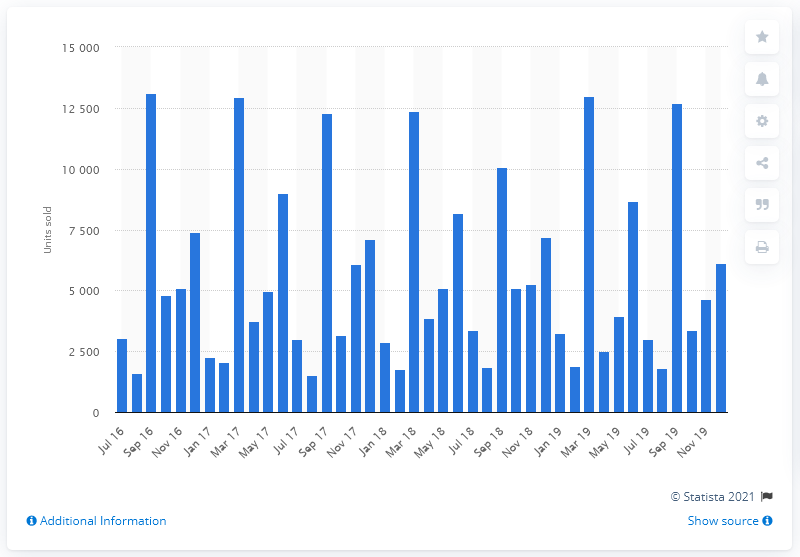 15 000
12 500
10 000
7 500
5 000
2 500
0
Units sold
Jul 16
Sep 16
Nov 16
Jan 17
Mar 17
May 17
Jul 17
Sep 17
Nov 17
Jan 18
Mar 18
May 18
Jul 18
Sep 18
Nov 18
Jan 19
Mar 19
May 19
Jul 19
Sep 19
Nov 19
© Statista 2021
Additional Information
Show source